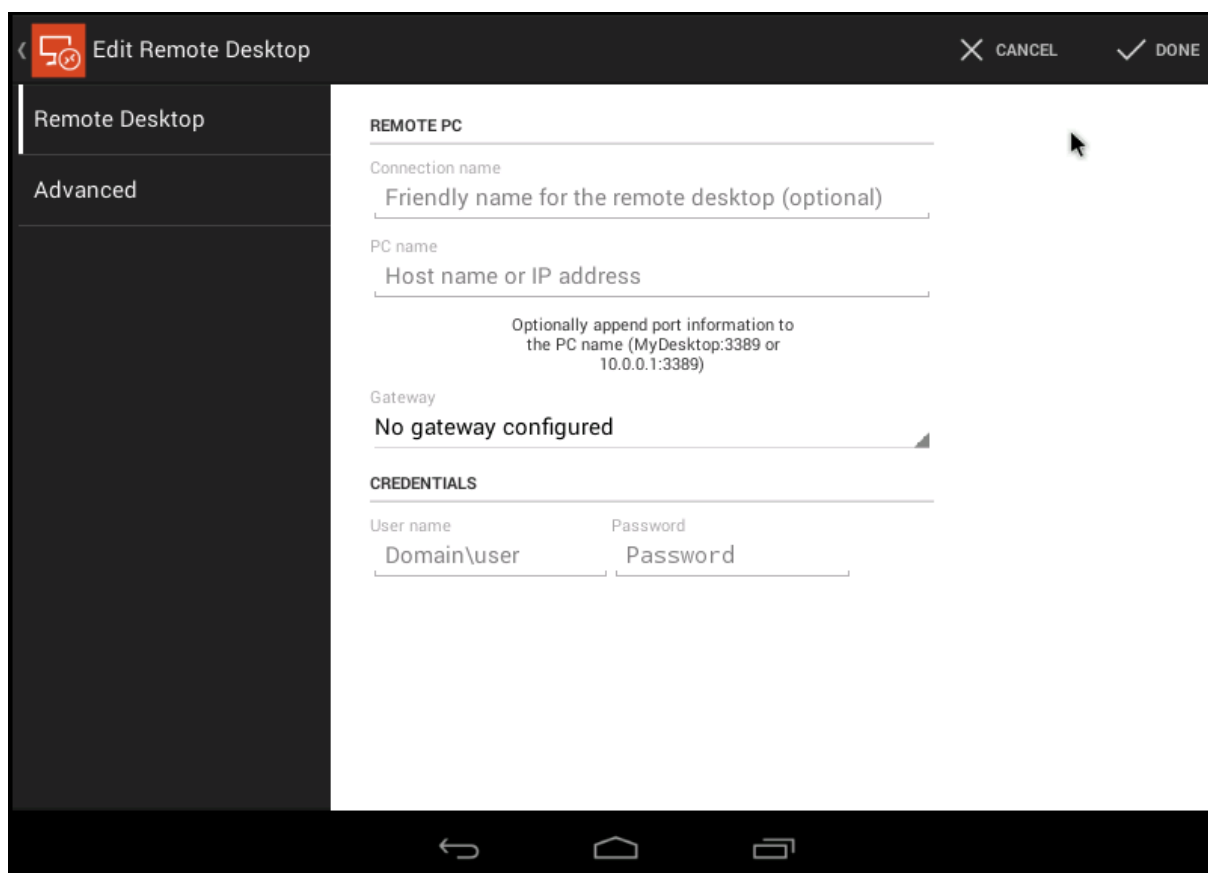 Edit Remote Desktop
CANCEL
DONE
Remote Desktop
Advanced
REMOTE PC
Connection name
Friendly name for the remote desktop (optional)
PC name
Host name or IP address
Optionally append port information to
the PC name (MyDesktop:3389 or
10.0.0.1:3389)
Gateway
No gateway configured
CREDENTIALS
User name
Password
Domain\user
Password